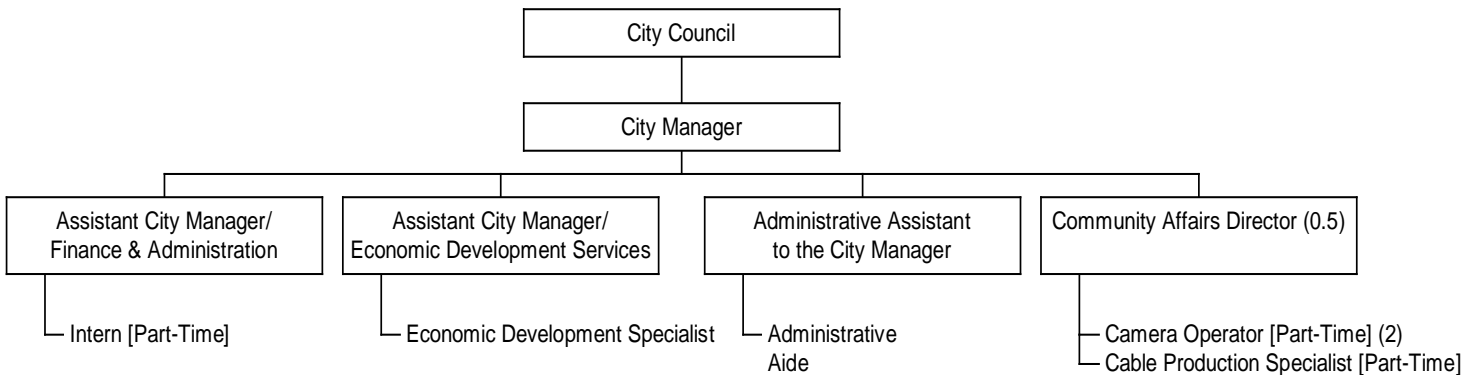 City Council
City Manager
Assistant City Manager/
Finance & Administration
Assistant City Manager/
Economic Development Services
Administrative Assistant
to the City Manager
Community Affairs Director (0.5)
Intern [Part-Time]
Economic Development Specialist
Administrative
Aide
Camera Operator [Part-Time] (2)
Cable Production Specialist [Part-Time]